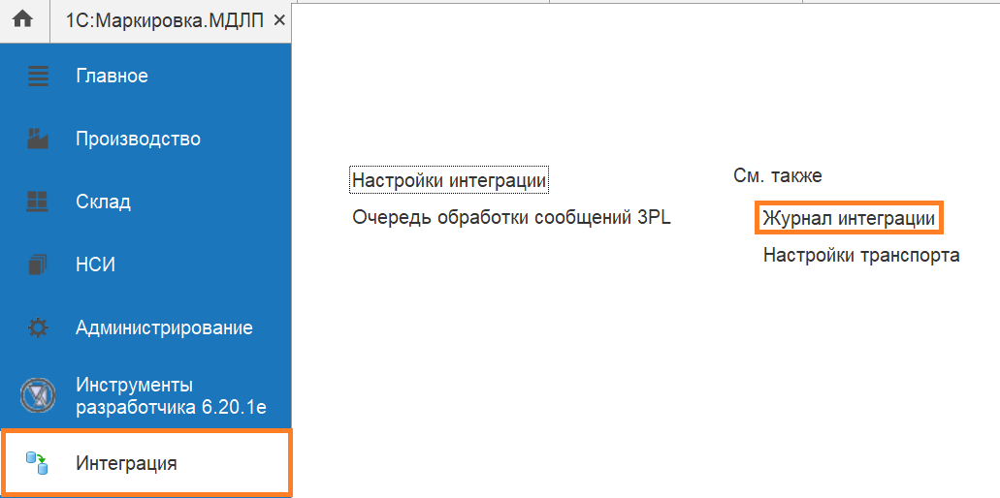 1С:Маркировка.МДЛП ×
Главное
Производство
Склад
НСИ
Администрирование
Инструменты
разработчика 6.20.1e
Интеграция
Настройки интеграции
Очередь обработки сообщений 3PL
См. также
Журнал интеграции
Настройки транспорта